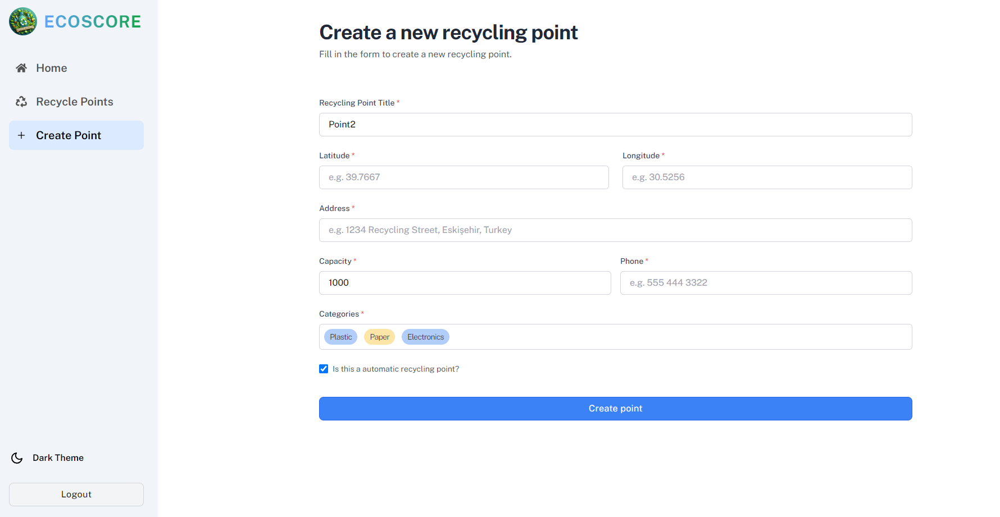 ECOSCORE
Home
Recycle Points
Create Point
Dark Theme
Logout
Create a new recycling point
Fill in the form to create a new recycling point.
Recycling Point Title *
Point2
Latitude * Longitude *
e.g. 39.7667 e.g. 30.5256
Address *
e.g. 1234 Recycling Street, Eskişehir, Turkey
Capacity * Phone *
1000 e.g. 555 444 3322
Categories *
Plastic Paper Electronics
Is this a automatic recycling point?
Create point